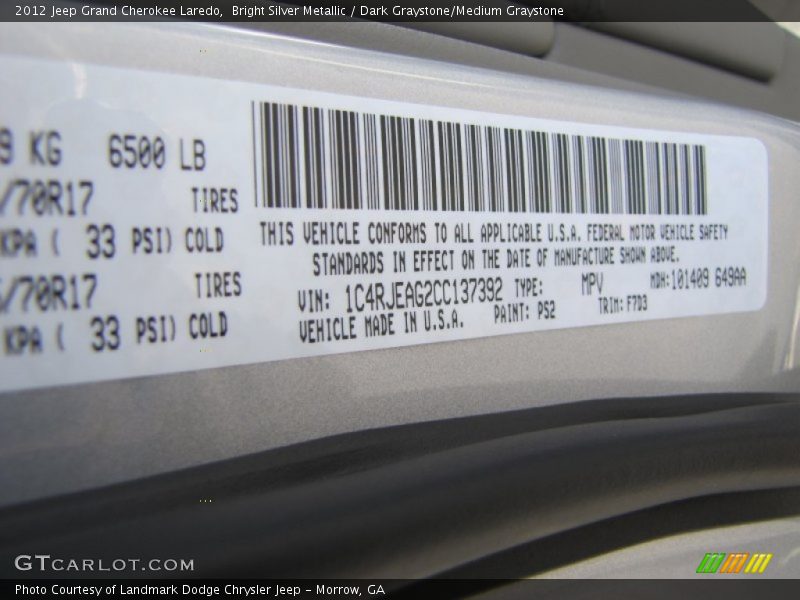 2012 Jeep Grand Cherokee Laredo,  Bright Silver Metallic / Dark Graystone/Medium Graystone
9 KG 6500 LB
/70R17 TIRES
KPA ( 33 PSI) COLD
/70R17 TIRES
KPA ( 33 PSI) COLD
THIS VEHICLE CONFORMS TO ALL APPLICABLE U.S.A. FEDERAL MOTOR VEHICLE SAFETY
STANDARDS IN EFFECT ON THE DATE OF MANUFACTURE SHOWN ABOVE.
VIN: 1C4RJEAG2CC137392 TYPE: MPV MDH:101409 649AA
VEHICLE MADE IN U.S.A. PAINT: PS2 TRIM: F7D3
GTCARLOT.COM
Photo Courtesy of Landmark Dodge Chrysler Jeep – Morrow, GA